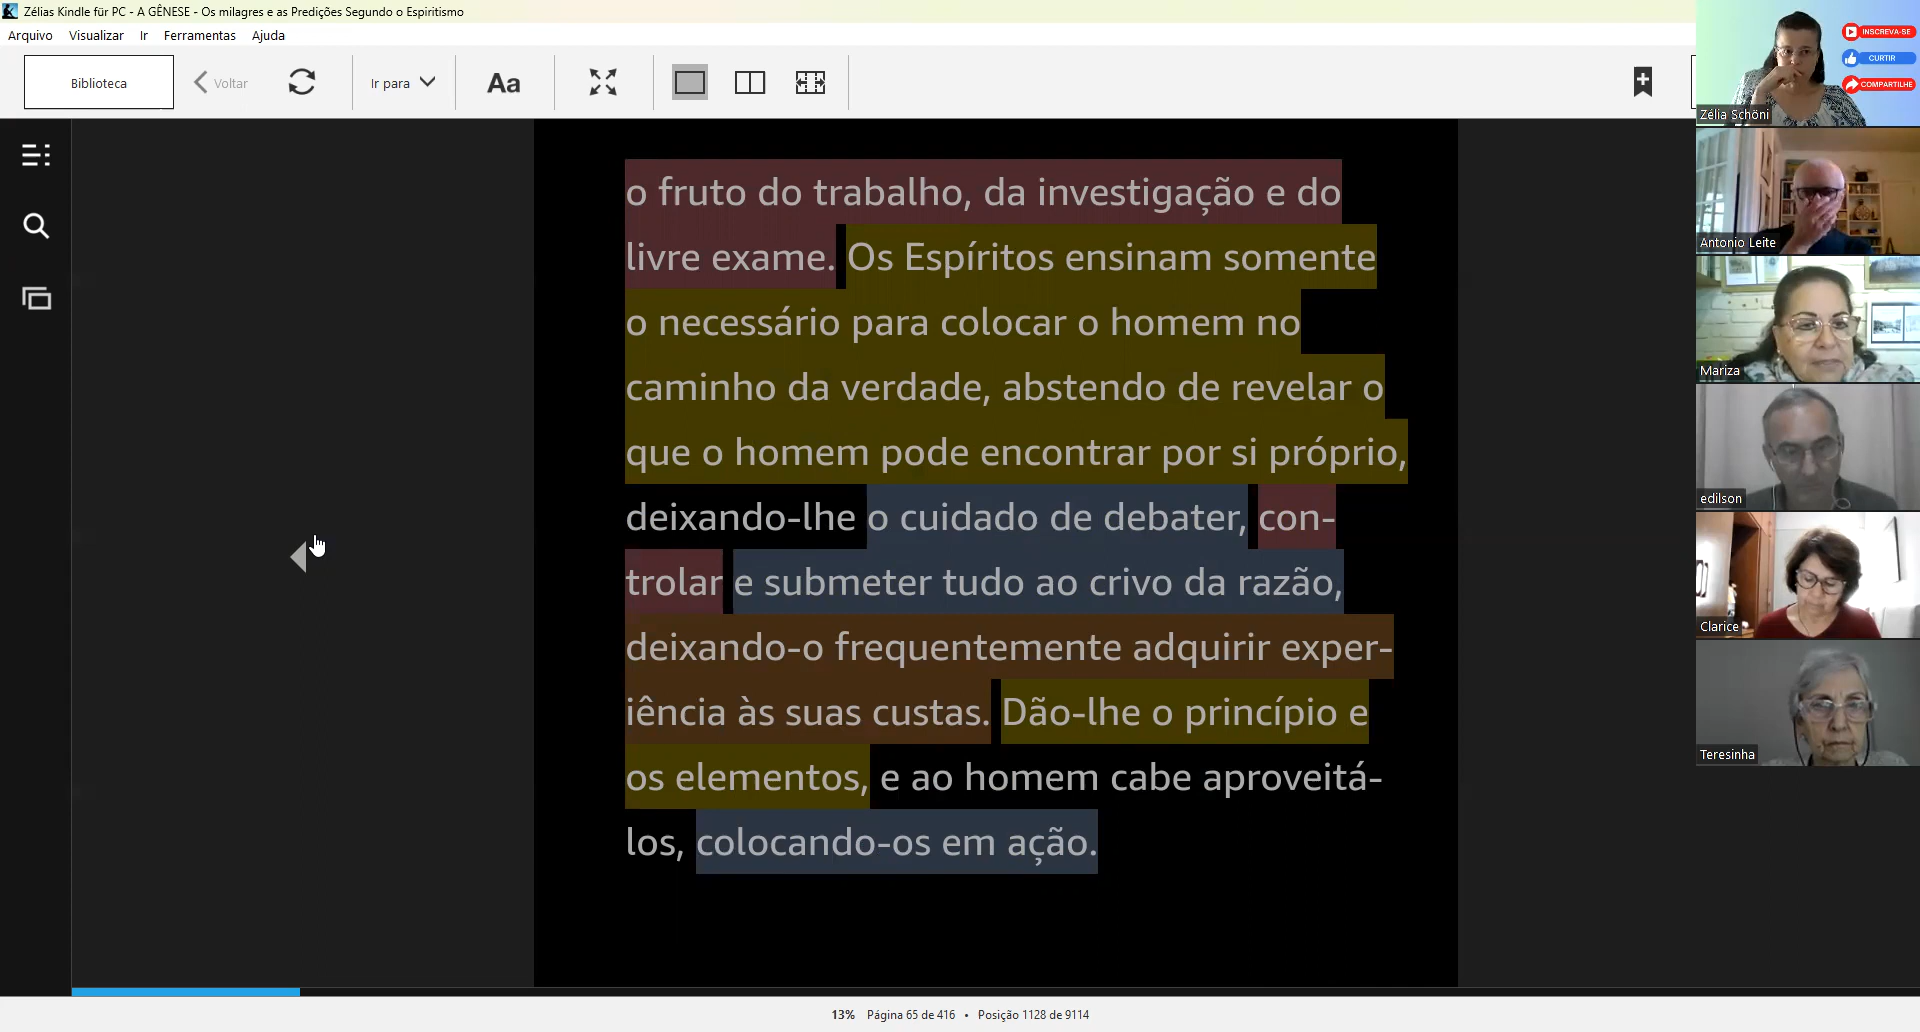 Zélias Kindle für PC - A GÊNESE - Os milagres e as Predições Segundo o Espiritismo
Arquivo Visualizar Ir Ferramentas Ajuda
Biblioteca Voltar Ir para Aa
o fruto do trabalho, da investigação e do
livre exame. Os Espíritos ensinam somente
o necessário para colocar o homem no
caminho da verdade, abstendo de revelar o
que o homem pode encontrar por si próprio,
deixando-lhe o cuidado de debater, con-
trolar e submeter tudo ao crivo da razão,
deixando-o frequentemente adquirir exper-
iência às suas custas. Dão-lhe o princípio e
os elementos, e ao homem cabe aproveitá-
los, colocando-os em ação.
13% Página 65 de 416 • Posição 1128 de 9114
INSCREVA-SE
CURTIR
COMPARTILHE
Zélia Schöni
Antonio Leite
Mariza
edilson
Clarice
Teresinha